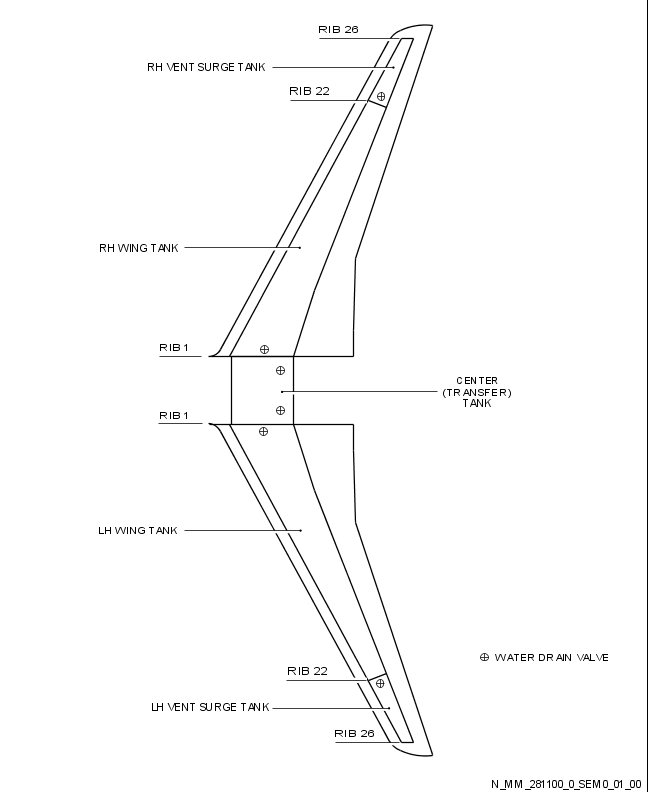 RIB 26
RH VENT SURGE TANK
RIB 22
RH WING TANK
RIB 1
CENTER
(TRANSFER)
TANK
RIB 1
LH WING TANK
WATER DRAIN VALVE
RIB 22
LH VENT SURGE TANK
RIB 26
N_MM_281100_0_SEM0_01_00